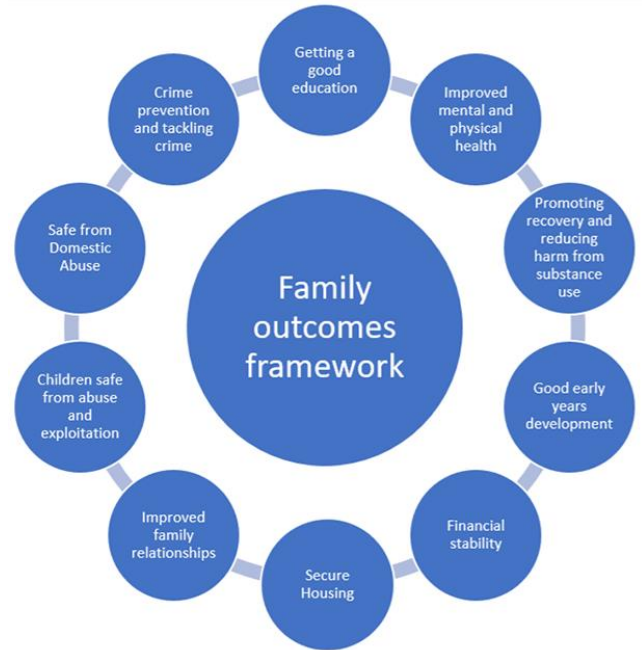 Getting a
good
education
Improved
mental and
physical
health
Promoting
recovery and
reducing
harm from
substance
use
Good early
years
development
Financial
stability
Secure
Housing
Improved
family
relationships
Children safe
from abuse
and
exploitation
Safe from
Domestic
Abuse
Crime
prevention
and tackling
crime
Family
outcomes
framework